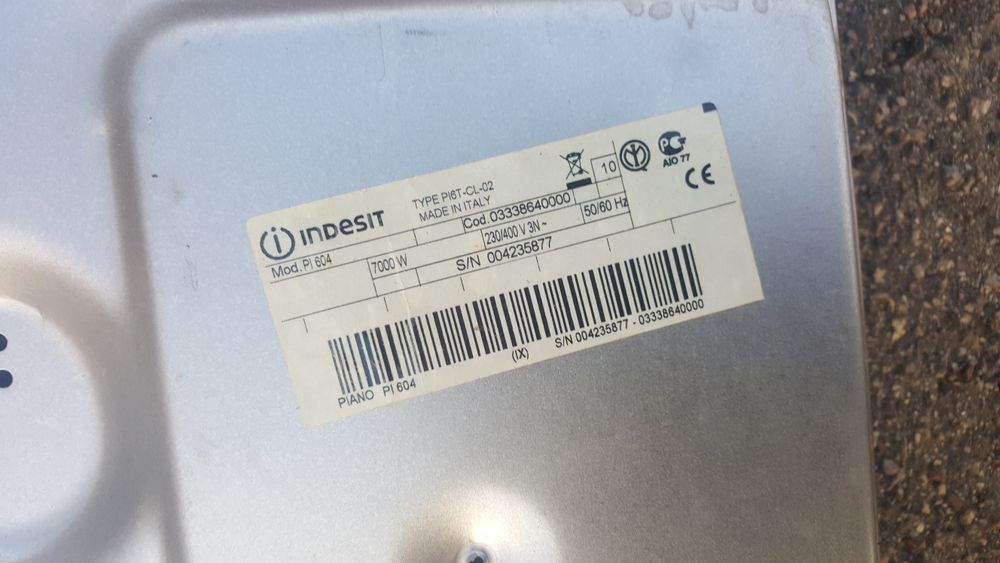 INDESIT
TYPE PI6T-CL-02
MADE IN ITALY
10
AIO 77
CE
Mod. PI 604
Cod.03338640000
7000 W
230/400 V 3N~
50/60 Hz
S/N 004235877
PIANO PI 604
(IX)
S/N 004235877 - 03338640000